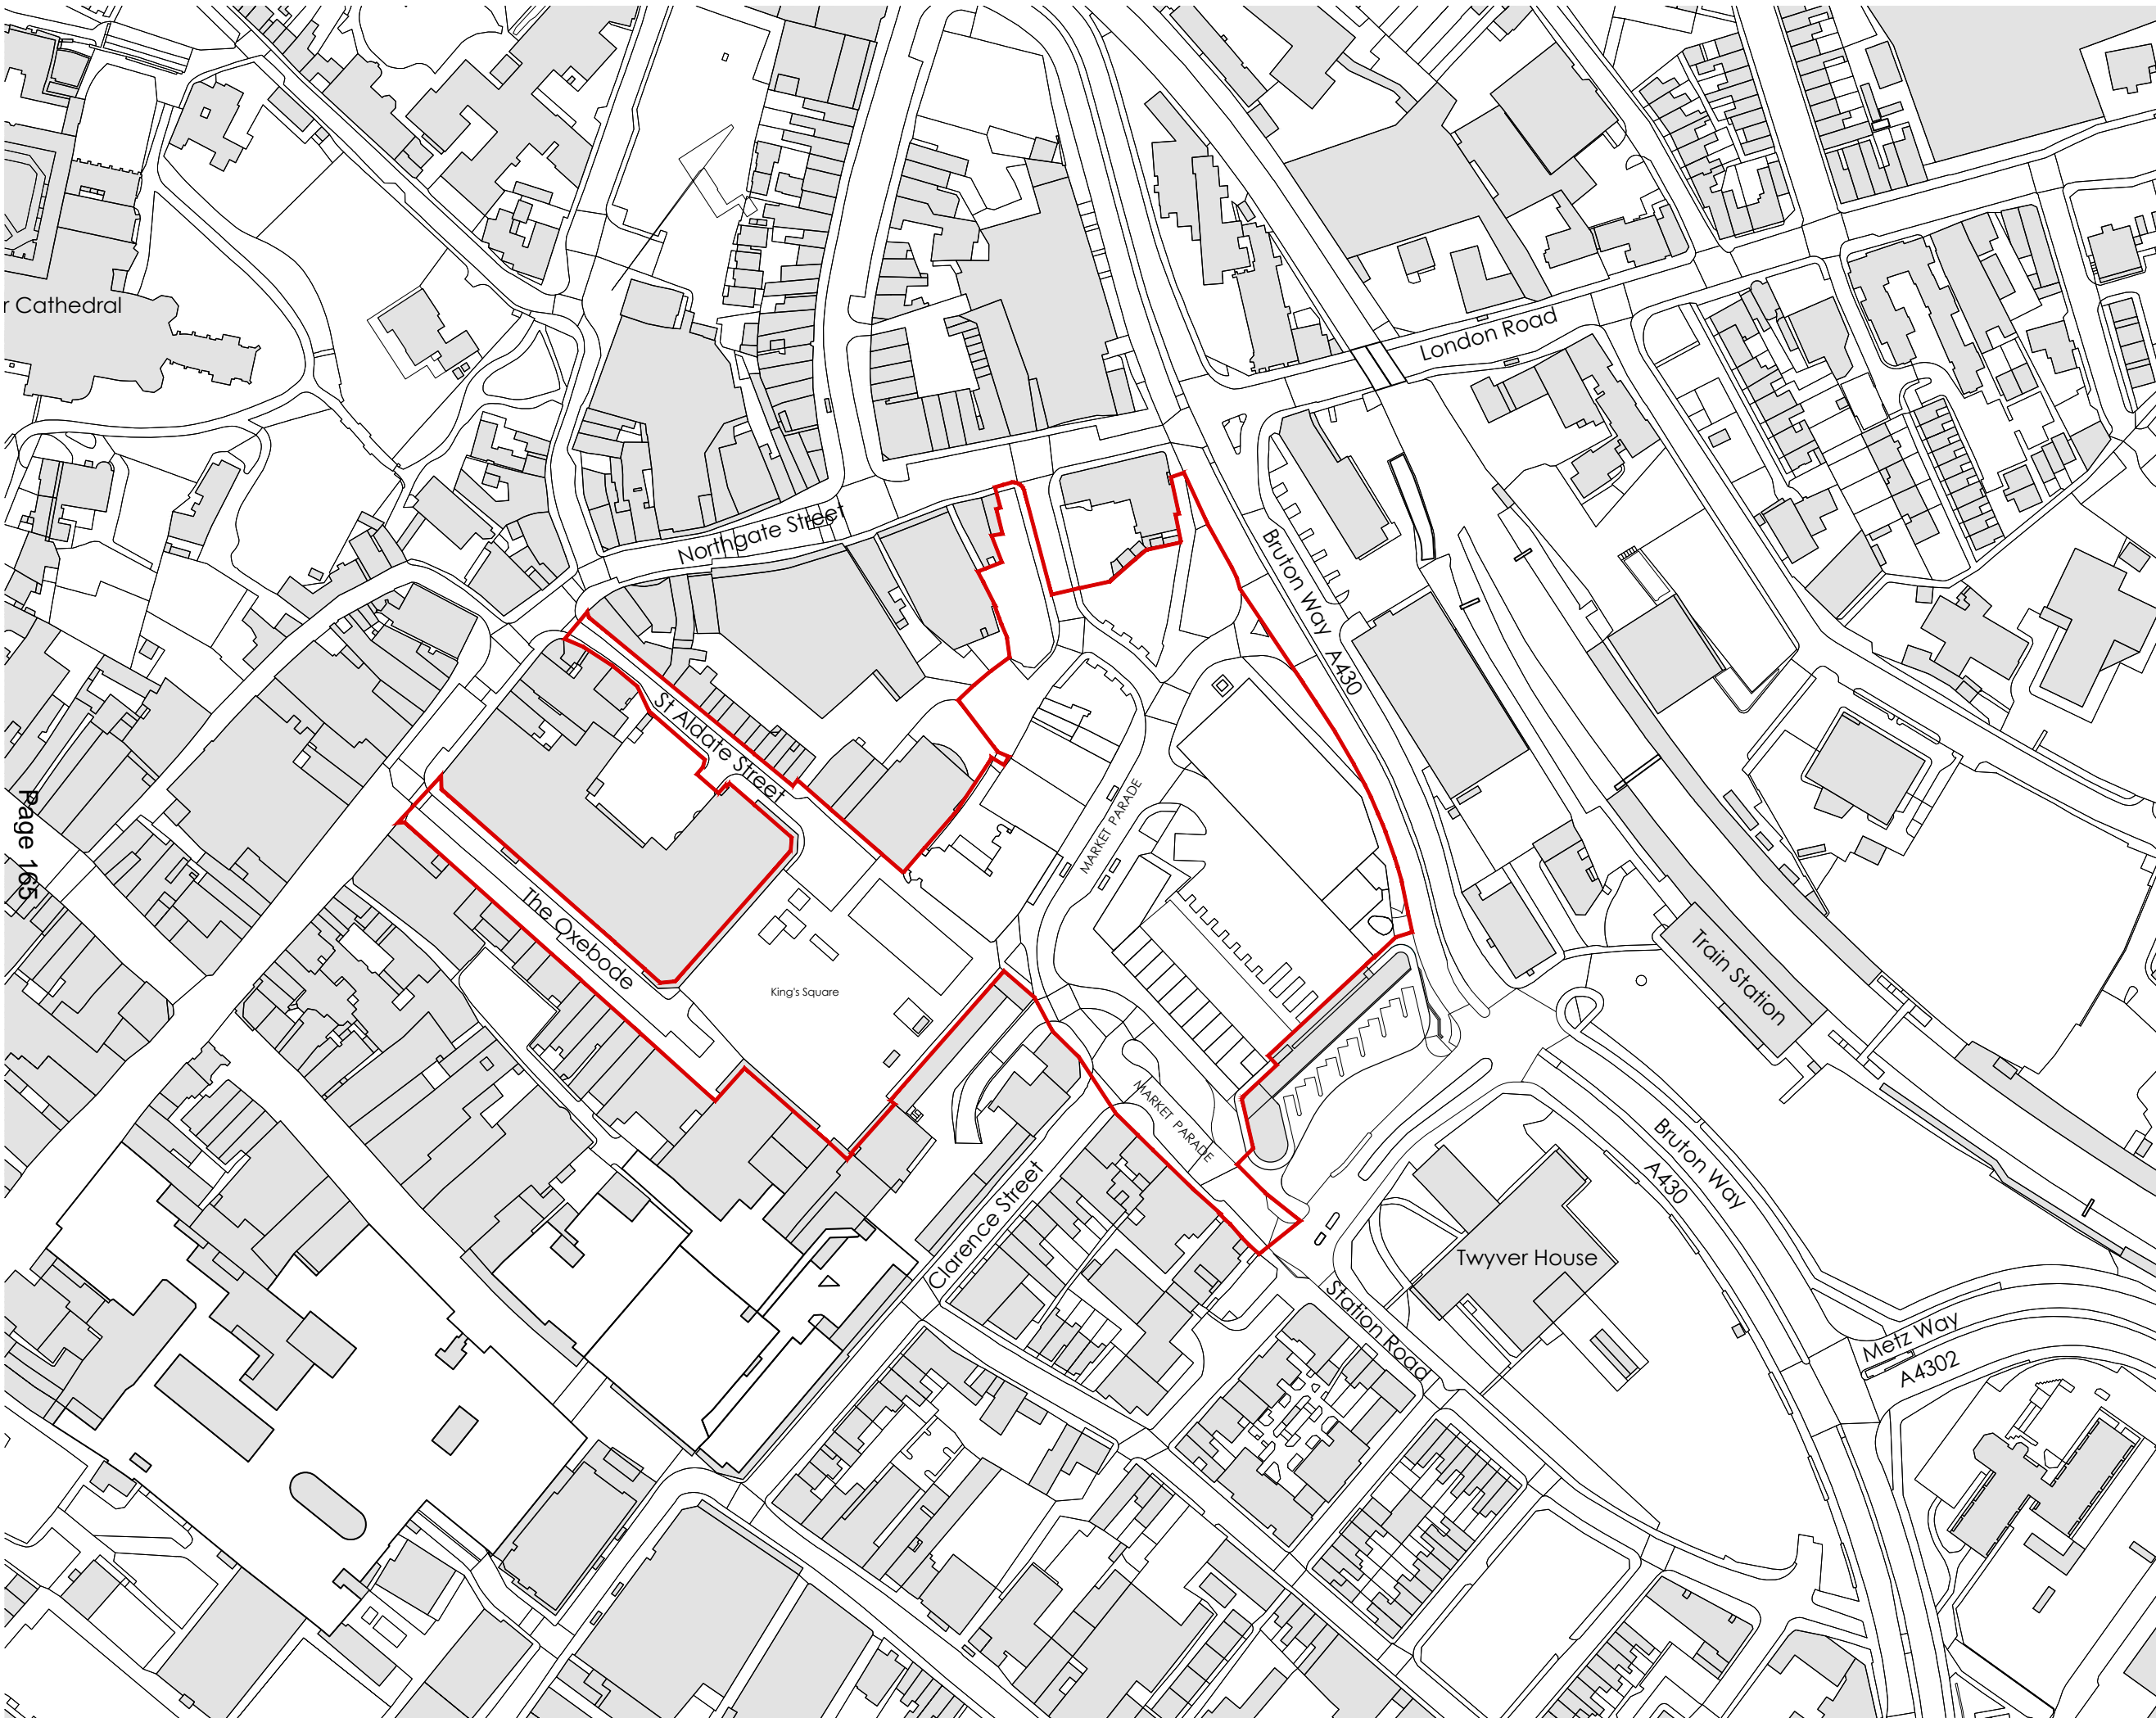 r Cathedral
London Road
Northgate Street
Bruton Way
A430
St Aldate Street
MARKET PARADE
Page 165
The Oxebode
King's Square
Train Station
MARKET PARADE
Bruton Way
A430
Clarence Street
Twyver House
Station Road
Metz Way
A4302